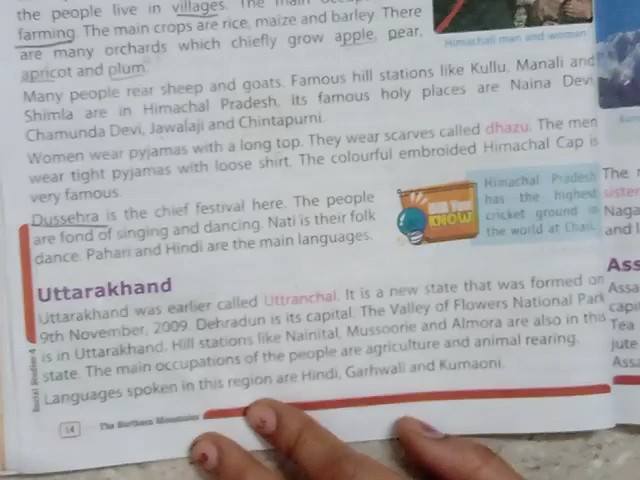 the people live in villages. The main
farming. The main crops are rice, maize and barley. There
are many orchards which chiefly grow apple, pear,
apricot and plum.
Himachali man and woman
Many people rear sheep and goats. Famous hill stations like Kullu, Manali and
Shimla are in Himachal Pradesh. Its famous holy places are Naina Devi,
Chamunda Devi, Jawalaji and Chintapurni.
Women wear pyjamas with a long top. They wear scarves called dhazu. The men
wear tight pyjamas with loose shirt. The colourful embroided Himachal Cap is
very famous.
Dussehra is the chief festival here. The people
are fond of singing and dancing. Nati is their folk
dance. Pahari and Hindi are the main languages.
DID YOU
KNOW
Himachal Pradesh
has the highest
cricket ground in
the world at Chail.
Uttarakhand
Uttarakhand was earlier called Uttranchal. It is a new state that was formed on
9th November, 2009. Dehradun is its capital. The Valley of Flowers National Park
is in Uttarakhand. Hill stations like Nainital, Mussoorie and Almora are also in this
state. The main occupations of the people are agriculture and animal rearing.
Languages spoken in this region are Hindi, Garhwali and Kumaoni.
Social Studies-4
14 The Northern Mountains
The
sister
Naga
and
Ass
Assa
capi
Tea
jute
Assa